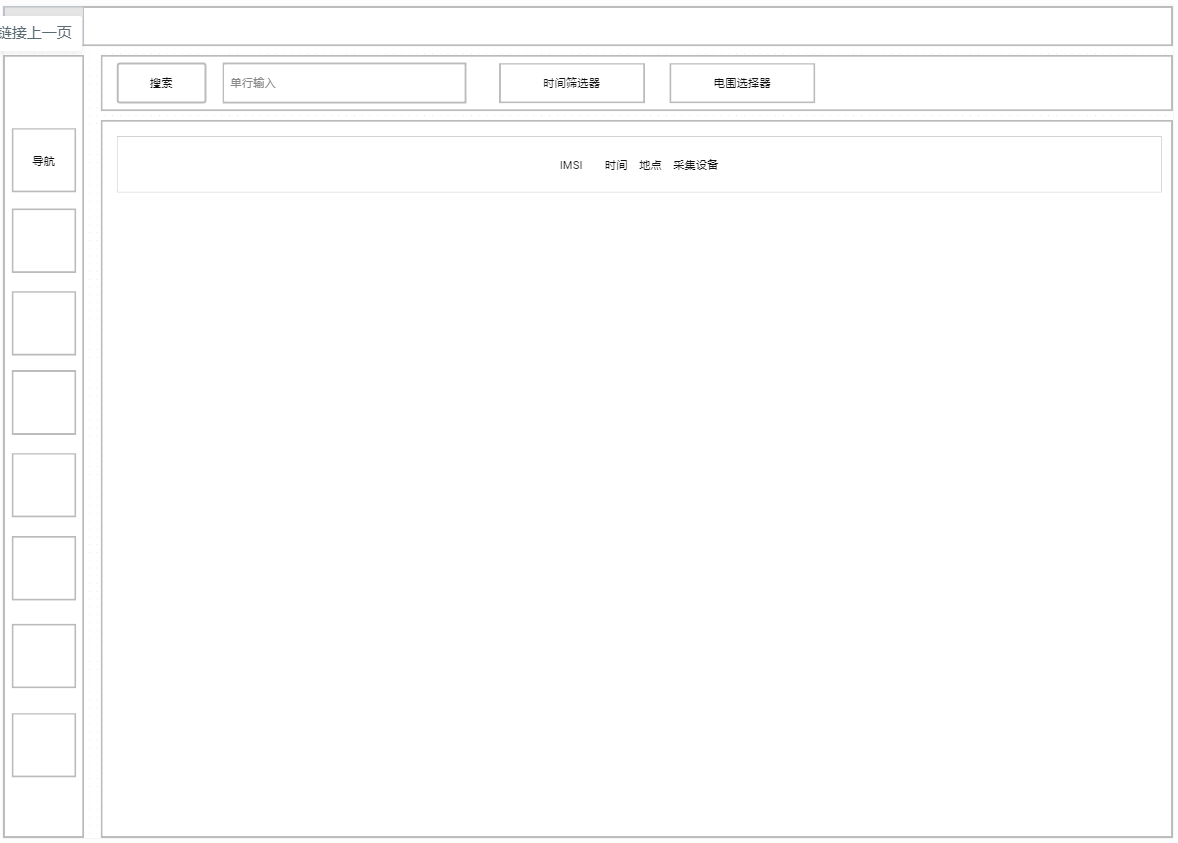 链接上一页
搜索
单行输入
时间筛选器
电围选择器
导航
IMSI 时间 地点 采集设备